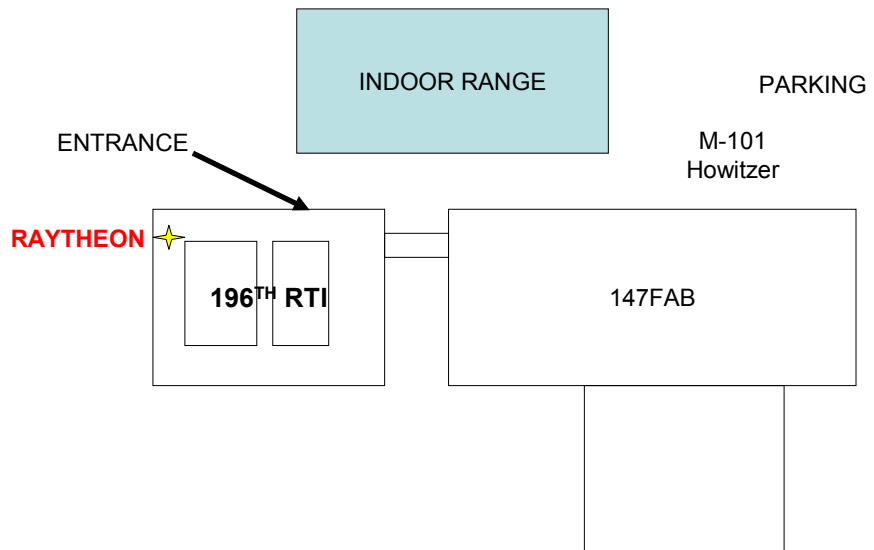 INDOOR RANGE
PARKING
ENTRANCE
M-101
Howitzer
RAYTHEON
196TH RTI
147FAB